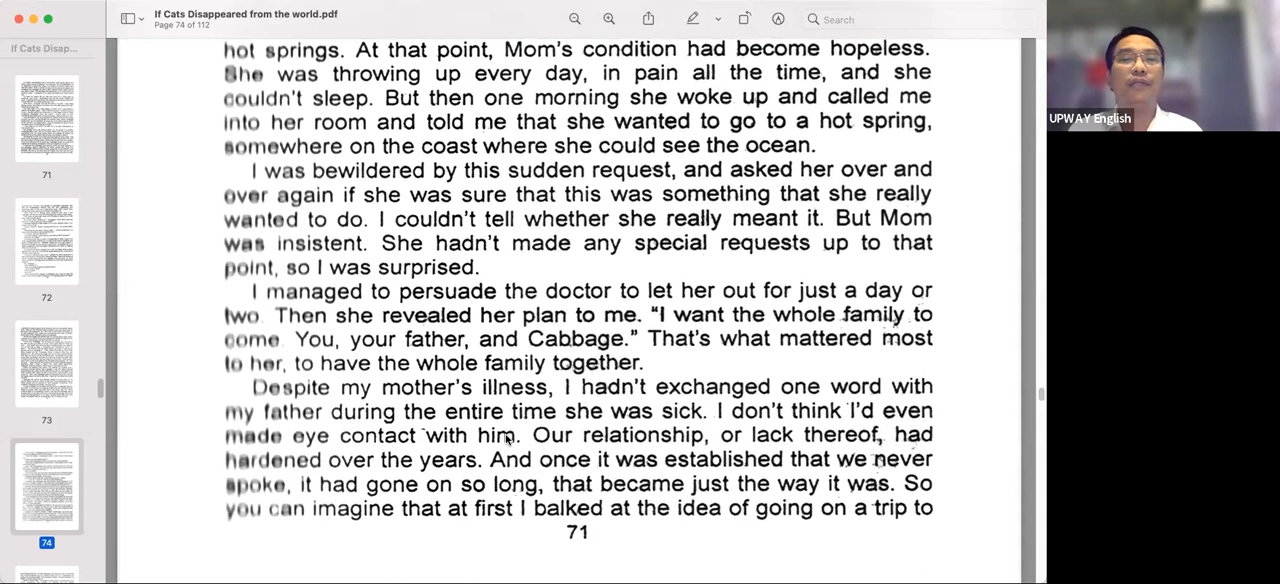 If Cats Disappeared from the world.pdf
Page 74 of 112
Search
If Cats Disap...
71
72
73
74
hot springs. At that point, Mom's condition had become hopeless.
She was throwing up every day, in pain all the time, and she
couldn't sleep. But then one morning she woke up and called me
into her room and told me that she wanted to go to a hot spring,
somewhere on the coast where she could see the ocean.
I was bewildered by this sudden request, and asked her over and
over again if she was sure that this was something that she really
wanted to do. I couldn't tell whether she really meant it. But Mom
was insistent. She hadn't made any special requests up to that
point, so I was surprised.
I managed to persuade the doctor to let her out for just a day or
two. Then she revealed her plan to me. "I want the whole family to
come. You, your father, and Cabbage." That's what mattered most
to her, to have the whole family together.
Despite my mother's illness, I hadn't exchanged one word with
my father during the entire time she was sick. I don't think I'd even
made eye contact with him. Our relationship, or lack thereof, had
hardened over the years. And once it was established that we never
spoke, it had gone on so long, that became just the way it was. So
you can imagine that at first I balked at the idea of going on a trip to
71
UPWAY English